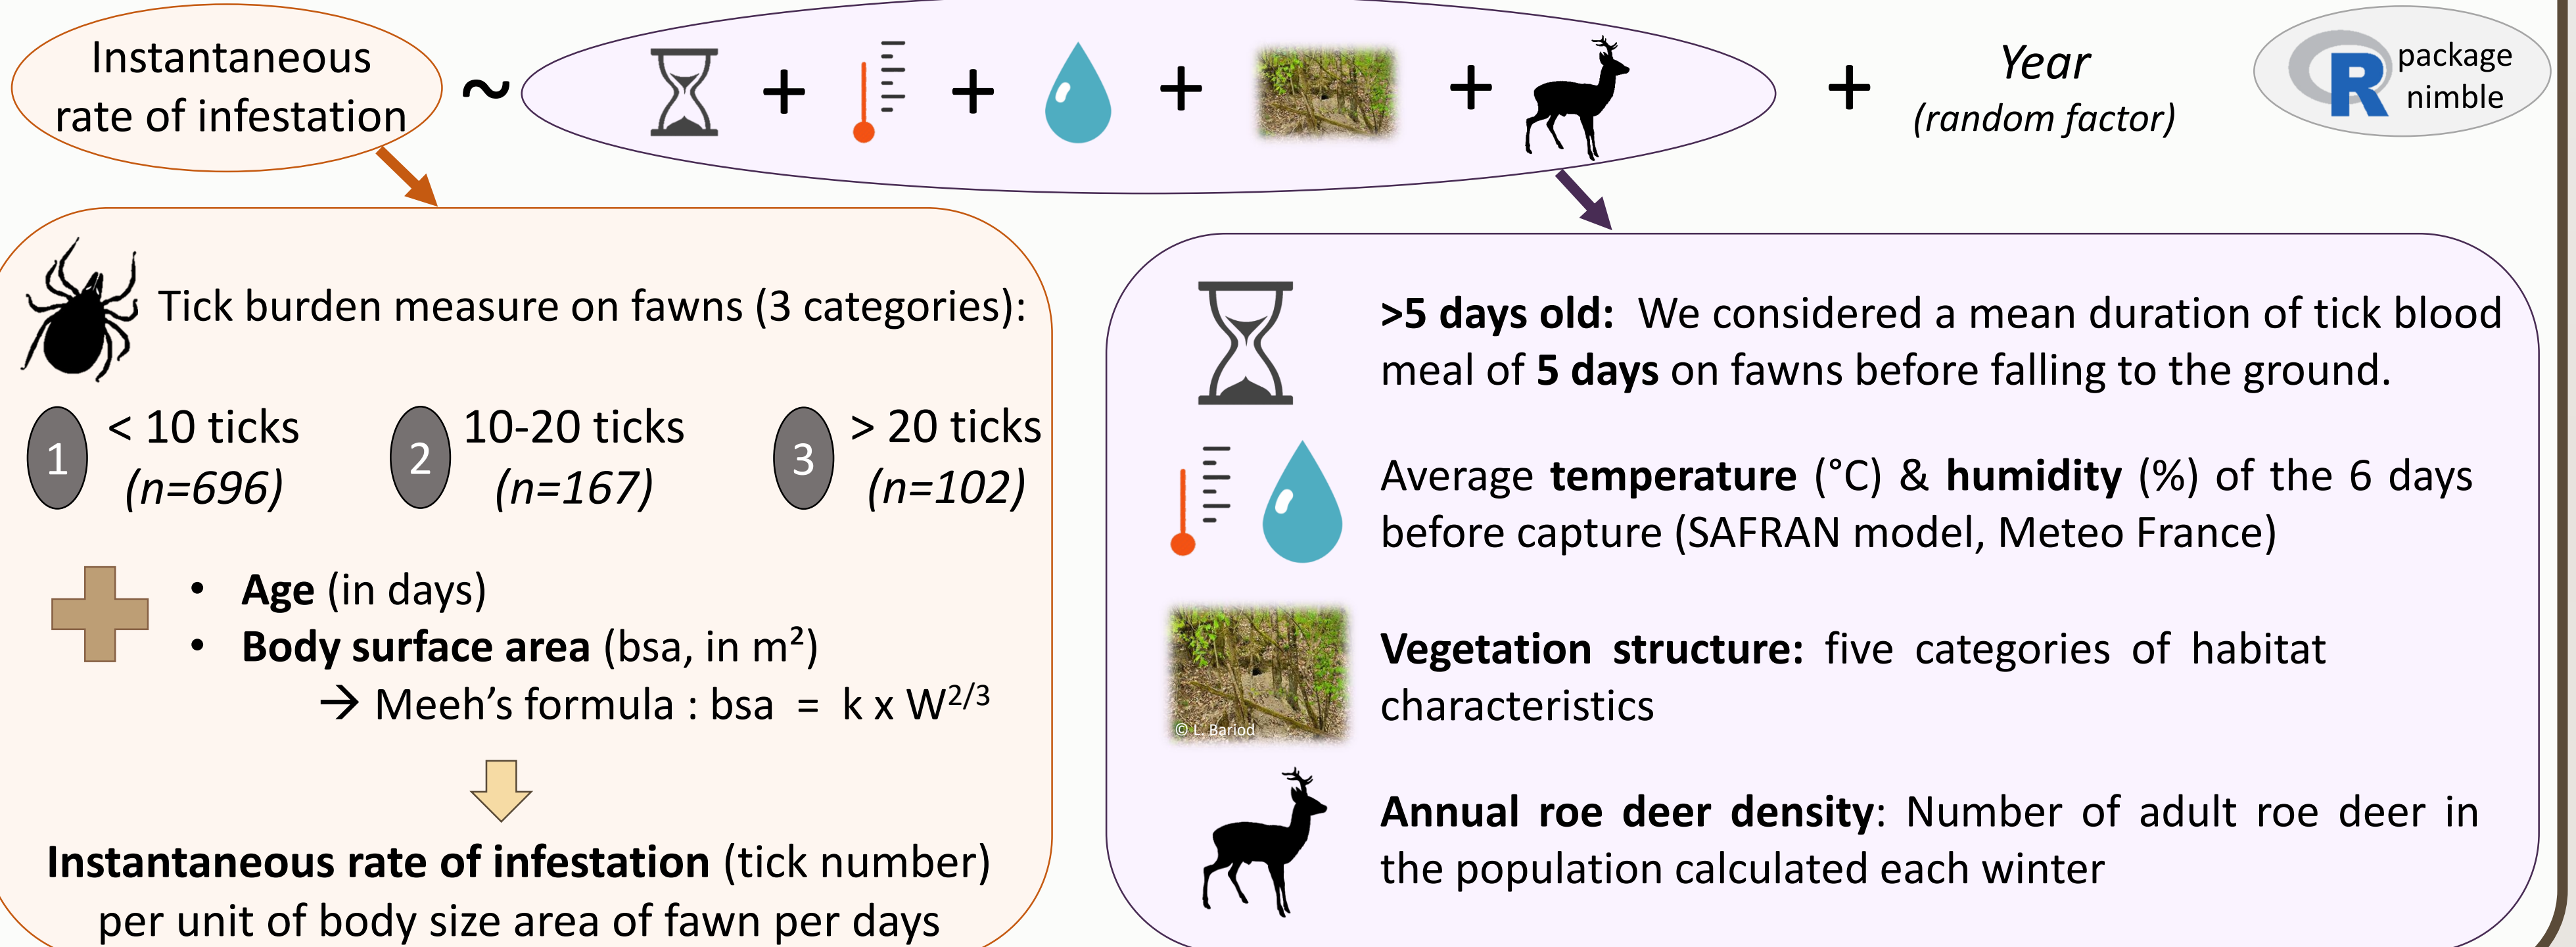 Instantaneous
rate of infestation
~
+
+
+
+
+
Year
(random factor)
R
package
nimble
Tick burden measure on fawns (3 categories):
1
< 10 ticks
(n=696)
2
10-20 ticks
(n=167)
3
> 20 ticks
(n=102)
• Age (in days)
• Body surface area (bsa, in m²)
→ Meeh’s formula : bsa = k x W²ᐟ³
Instantaneous rate of infestation (tick number)
per unit of body size area of fawn per days
>5 days old: We considered a mean duration of tick blood
meal of 5 days on fawns before falling to the ground.
Average temperature (°C) & humidity (%) of the 6 days
before capture (SAFRAN model, Meteo France)
Vegetation structure: five categories of habitat
characteristics
© L. Bariod
Annual roe deer density: Number of adult roe deer in
the population calculated each winter